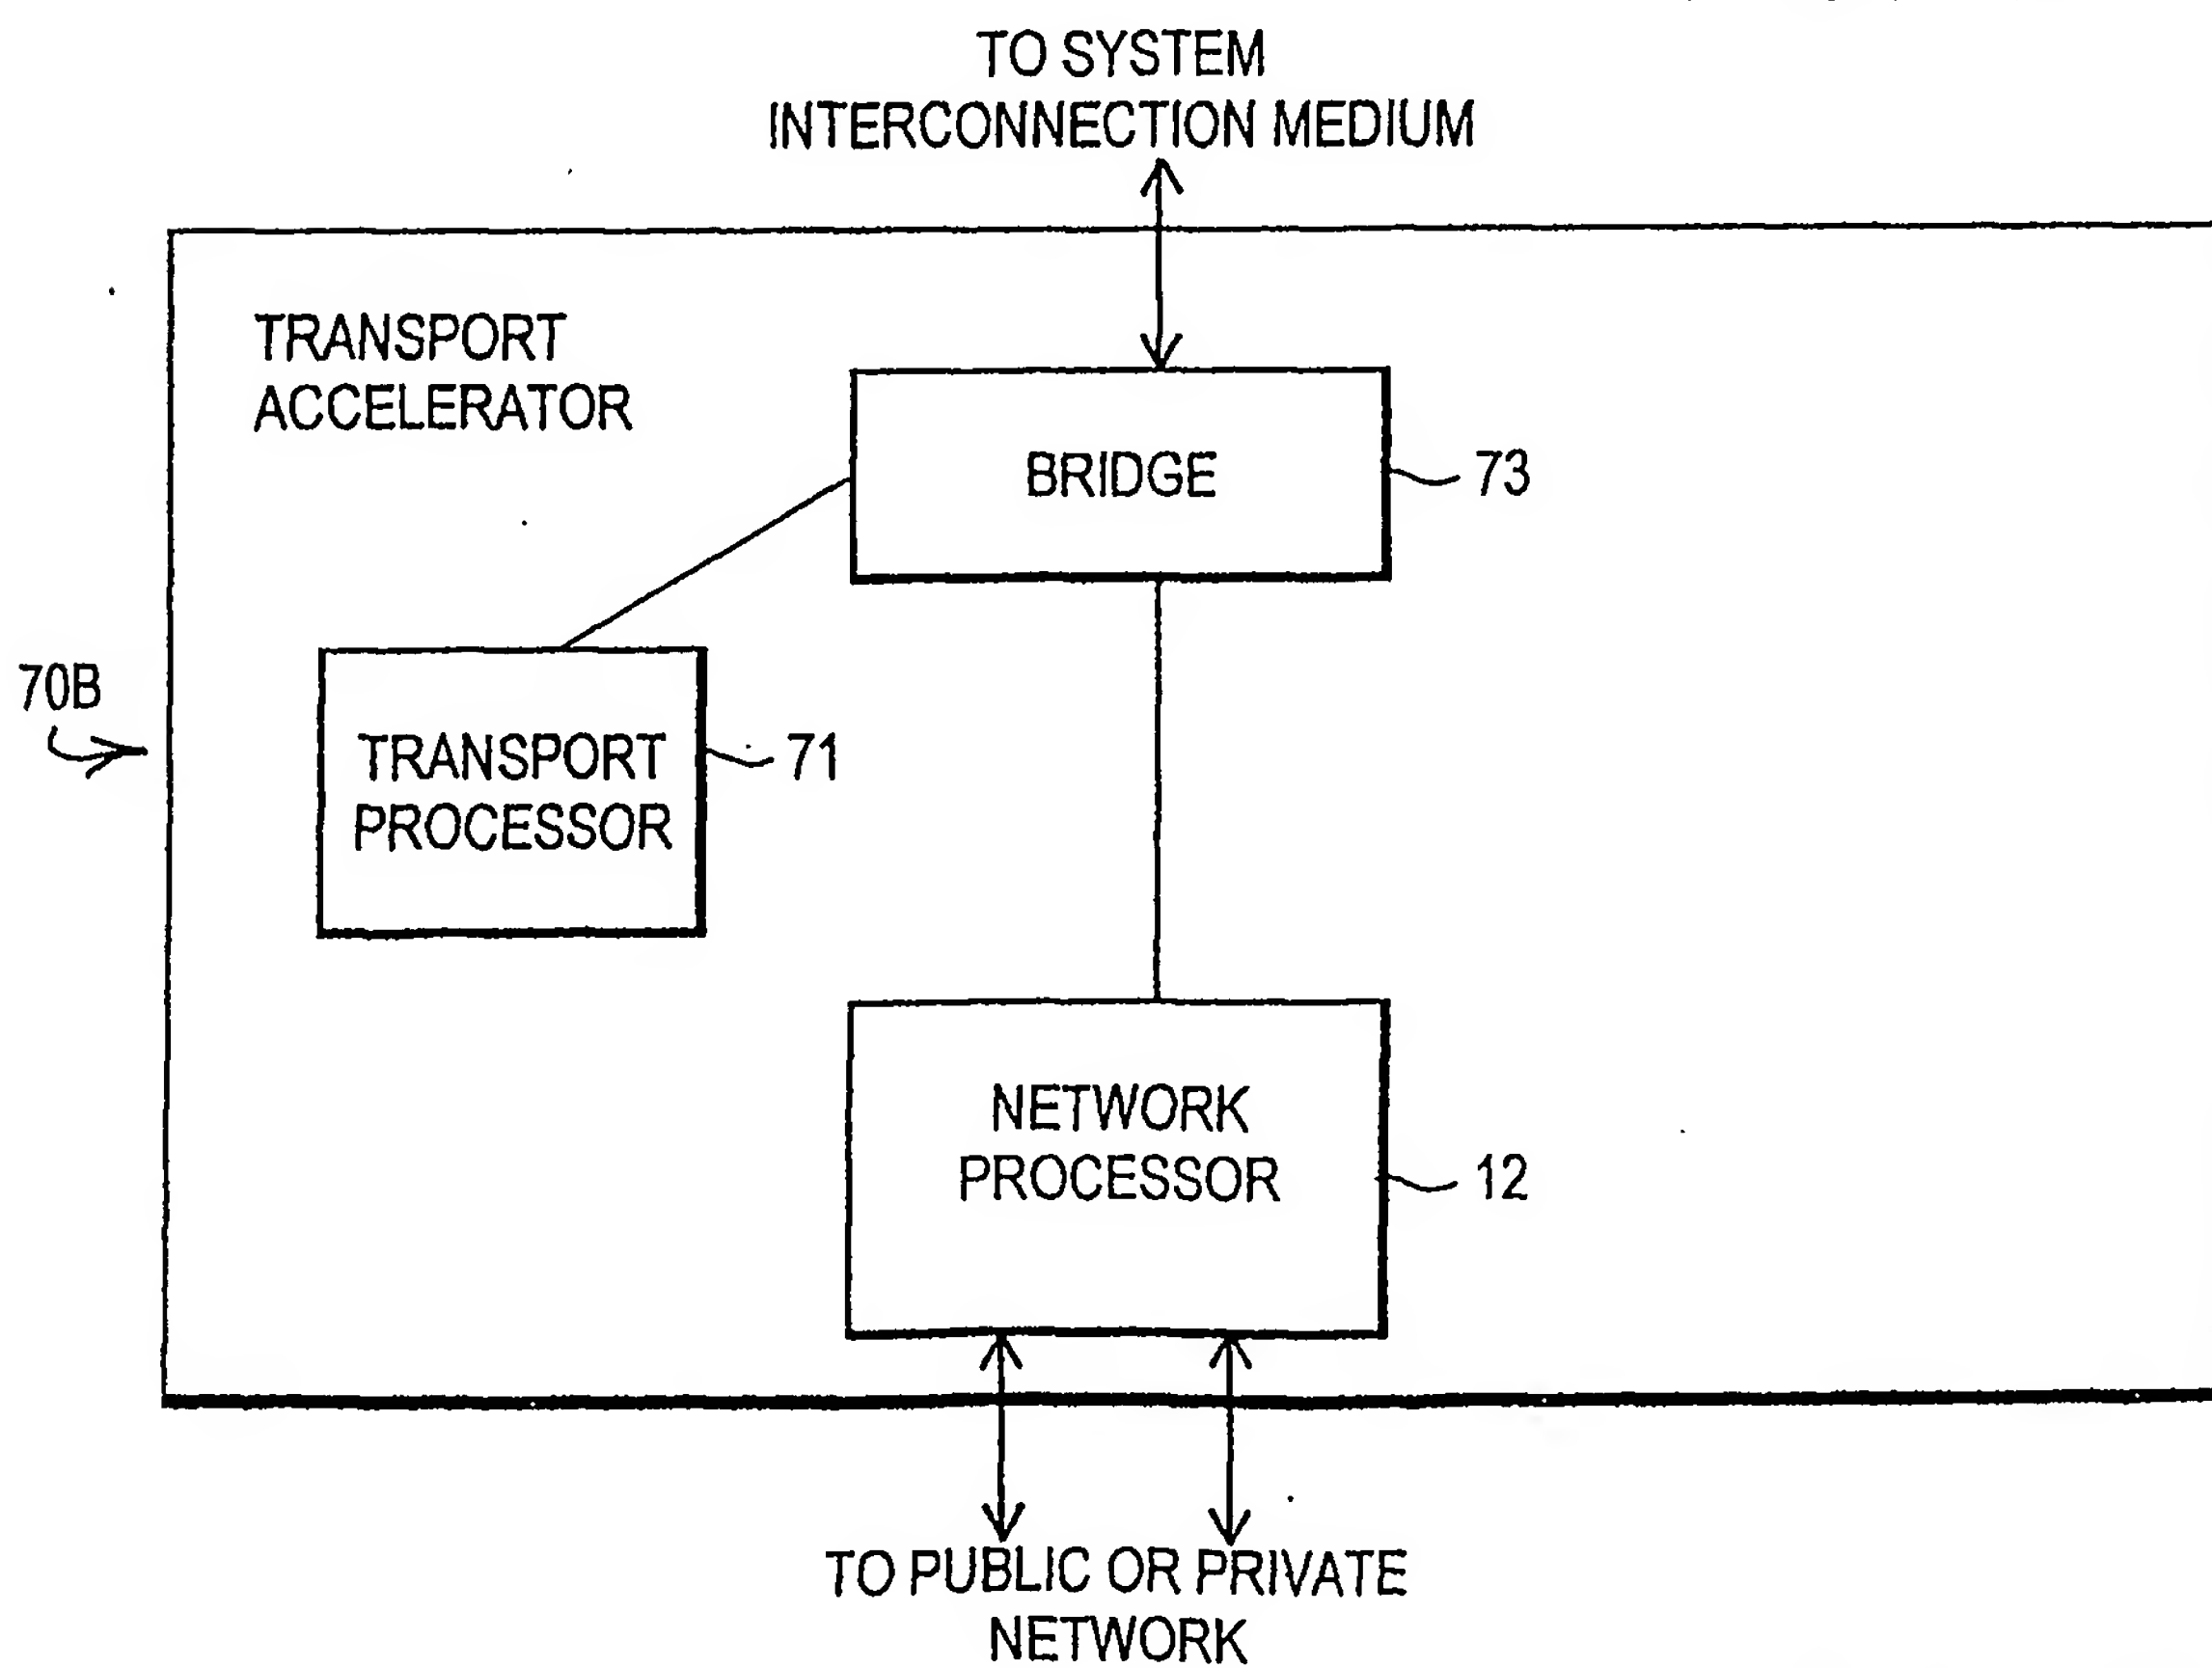 TO SYSTEM
INTERCONNECTION MEDIUM
TRANSPORT
ACCELERATOR
BRIDGE
73
70B
TRANSPORT
PROCESSOR
71
NETWORK
PROCESSOR
12
TO PUBLIC OR PRIVATE
NETWORK